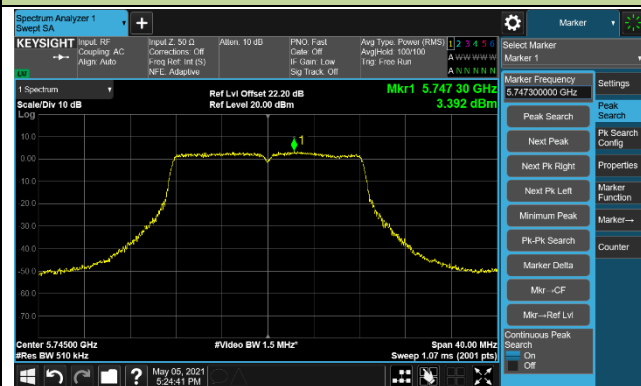 Spectrum Analyzer 1
Swept SA
+
Marker
KEYSIGHT
Input: RF
Coupling: AC
Align: Auto
Input Z: 50 Ω
Corrections: Off
Freq Ref: Int (S)
NFE: Adaptive
Atten: 10 dB
PNO: Fast
Gate: Off
IF Gain: Low
Sig Track: Off
Avg Type: Power (RMS)
Avg|Hold: 100/100
Trig: Free Run
1 2 3 4 5 6
A W W W W W
A N N N N N
LXI
Select Marker
Marker 1
1 Spectrum
Scale/Div 10 dB
Log
Ref Lvl Offset 22.20 dB
Ref Level 20.00 dBm
Mkr1 5.747 30 GHz
3.392 dBm
1
10.0
0.00
-10.0
-20.0
-30.0
-40.0
-50.0
-60.0
-70.0
Center 5.74500 GHz
#Res BW 510 kHz
#Video BW 1.5 MHz*
Span 40.00 MHz
Sweep 1.07 ms (2001 pts)
Marker Frequency
5.747300000 GHz
Peak Search
Next Peak
Next Pk Right
Next Pk Left
Minimum Peak
Pk-Pk Search
Marker Delta
Mkr→CF
Mkr→Ref Lvl
Continuous Peak
Search
On
Off
Settings
Peak
Search
Pk Search
Config
Properties
Marker
Function
Marker→
Counter
?
May 05, 2021
5:24:41 PM